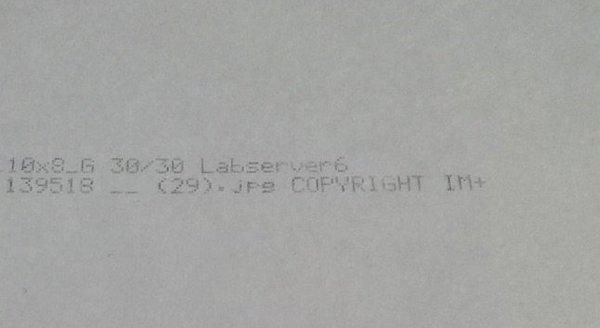 10x8_G 30/30 Labserver6
139518 __ (29).jpg COPYRIGHT IM+